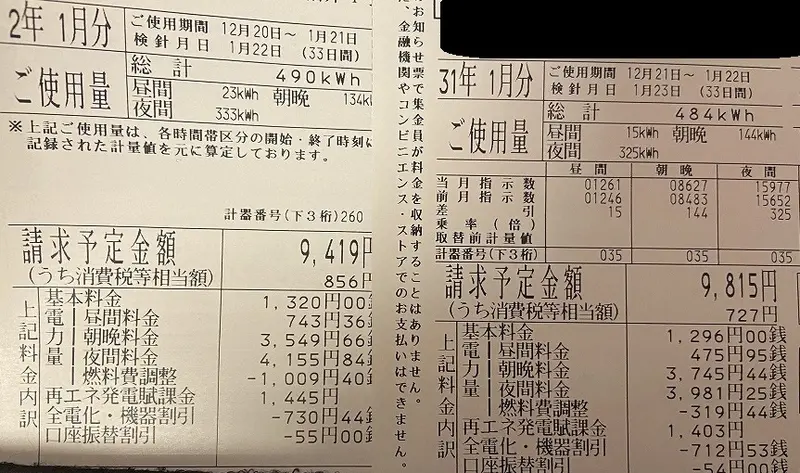 2年 1月分
ご使用期間 12月20日~ 1月21日
検針月日 1月22日 (33日間)
ご使用量
総計 490kWh
昼間 23kWh 朝晩 134k
夜間 333kWh
※上記ご使用量は、各時間帯区分の開始・終了時刻に
記録された計量値を元に算定しております。
計器番号(下3桁)260
請求予定金額 9,419円
(うち消費税等相当額) 856円
上記料金内訳
基本料金 1,320円00銭
電力量 昼間料金 743円36
朝晩料金 3,549円66銭
夜間料金 4,155円84銭
燃料費調整 -1,009円40銭
再エネ発電賦課金 1,445円
全電化・機器割引 -730円44銭
口座振替割引 -55円00銭
お知らせ票で集金員が料金を収納することはありません。
金融機関やコンビニエンス・ストアでのお支払いはできません。
31年 1月分
ご使用期間 12月21日~ 1月22日
検針月日 1月23日 (33日間)
ご使用量
総計 484kWh
昼間 15kWh 朝晩 144kWh
夜間 325kWh
昼間 朝晩 夜間
当月指示数 01261 08627 15977
前月指示数 01246 08483 15652
差引 15 144 325
乗率(倍)
取替前計量値
計器番号(下3桁) 035 035 035
請求予定金額 9,815円
(うち消費税等相当額) 727円
上記料金内訳
基本料金 1,296円00銭
電力量 昼間料金 475円95銭
朝晩料金 3,745円44銭
夜間料金 3,981円25銭
燃料費調整 -319円44銭
再エネ発電賦課金 1,403円
全電化・機器割引 -712円53銭
口座振替割引 -54円00銭